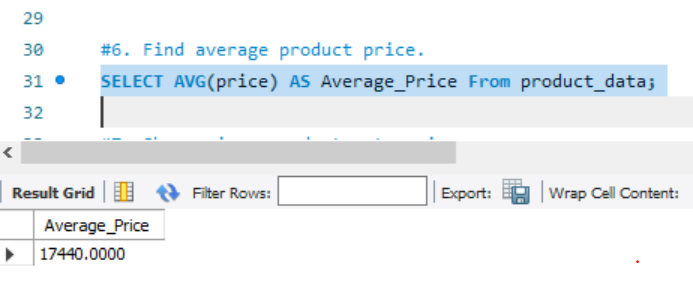 29
30 #6. Find average product price.
31 SELECT AVG(price) AS Average_Price From product_data;
32
Result Grid Filter Rows: Export: Wrap Cell Content:
Average_Price
17440.0000